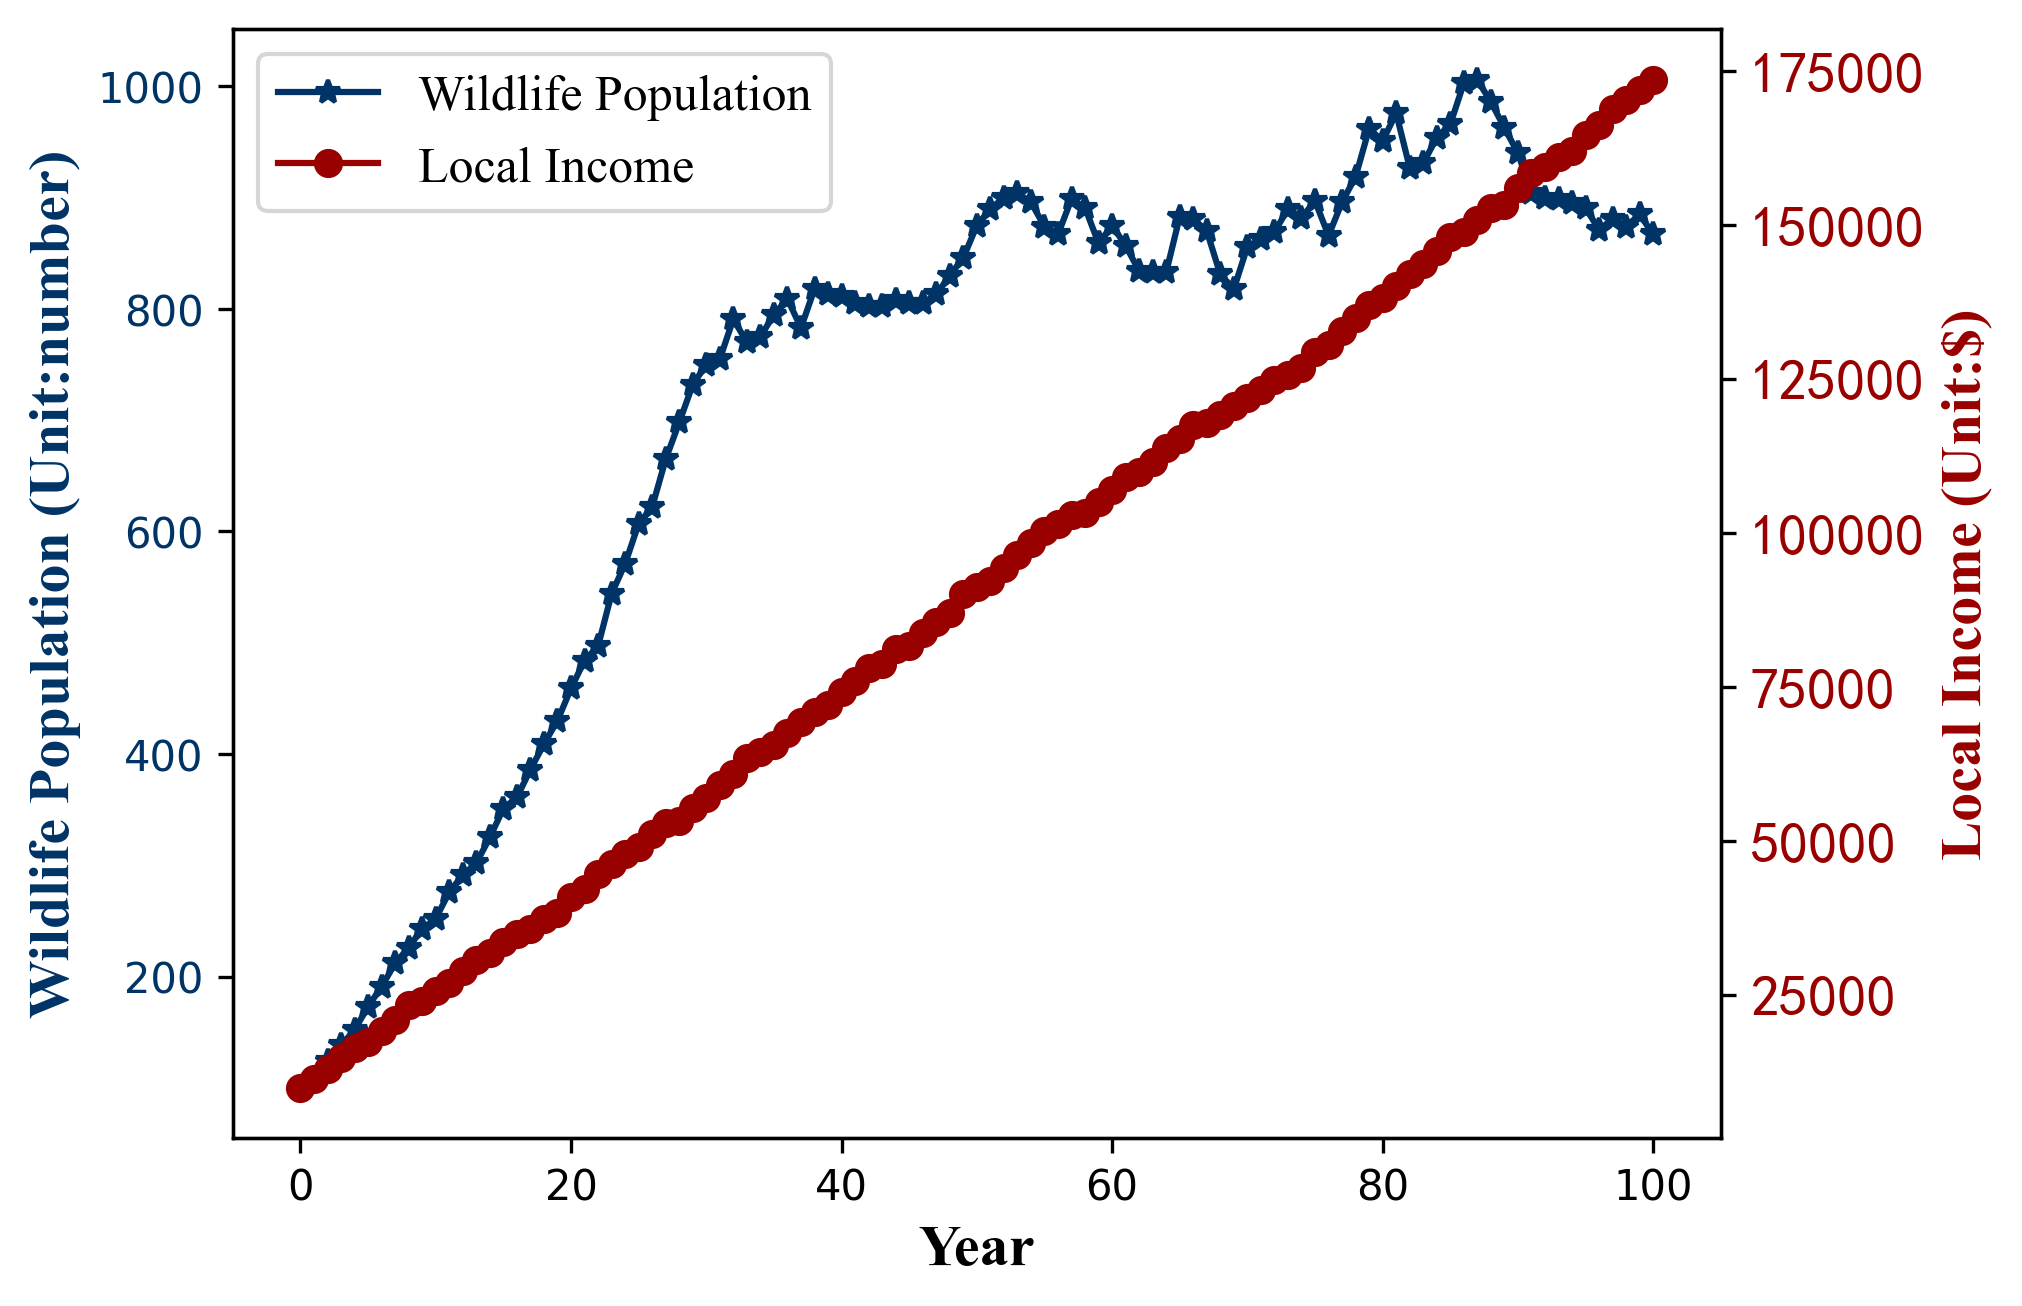 Wildlife Population
Local Income
1000
800
600
400
200
Wildlife Population (Unit:number)
175000
150000
125000
100000
75000
50000
25000
Local Income (Unit:$)
0 20 40 60 80 100
Year